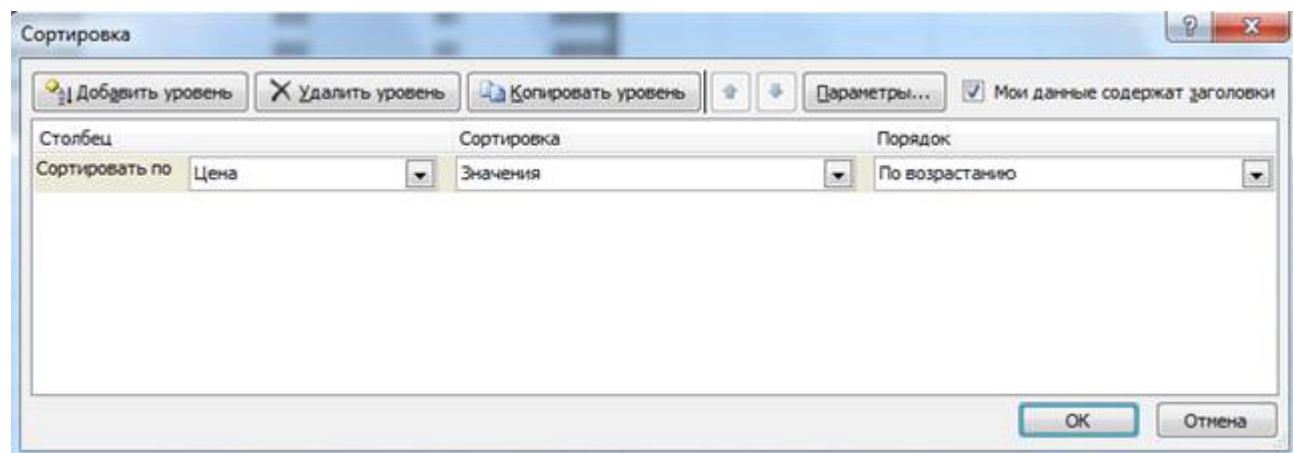 Сортировка
Добавить уровень Удалить уровень Копировать уровень Параметры... Мои данные содержат заголовки
Столбец Сортировка Порядок
Сортировать по Цена Значения По возрастанию
OK Отмена